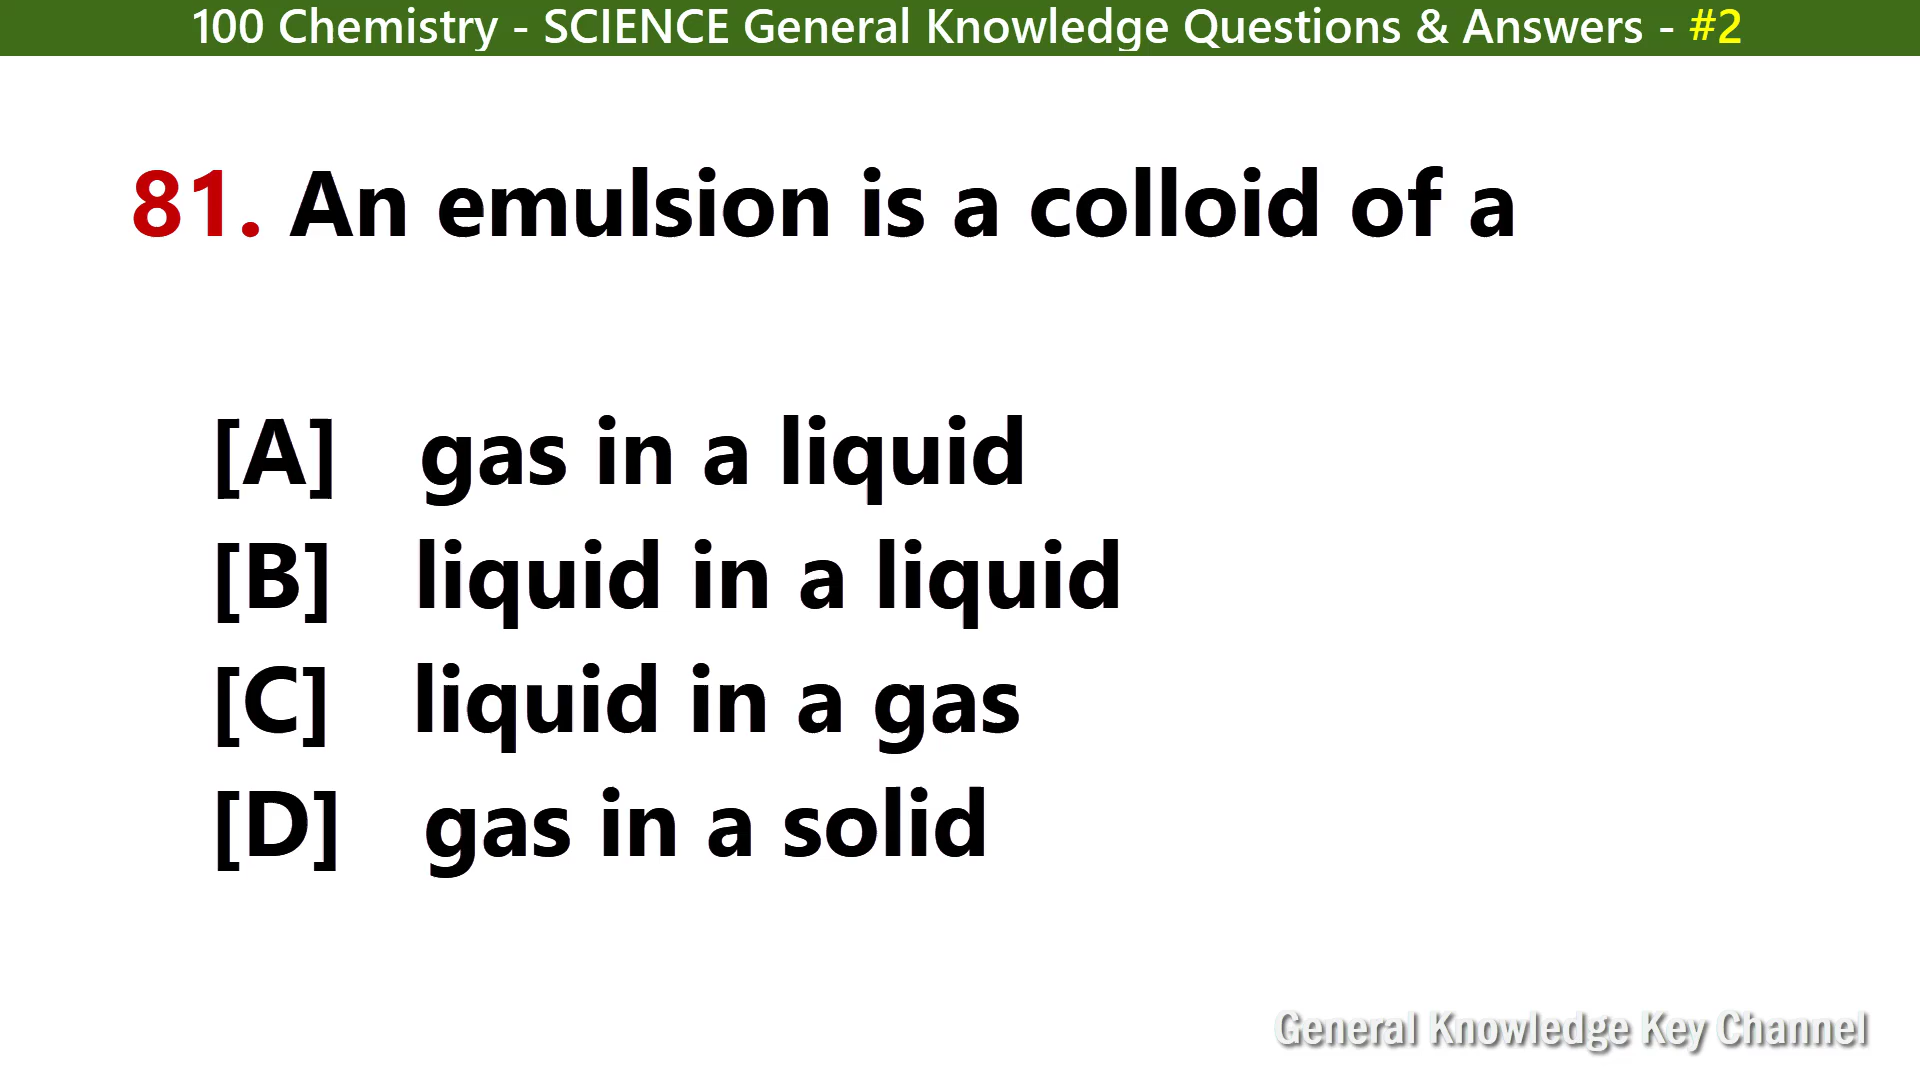 100 Chemistry - SCIENCE General Knowledge Questions & Answers - #2
81. An emulsion is a colloid of a
[A] gas in a liquid
[B] liquid in a liquid
[C] liquid in a gas
[D] gas in a solid
General Knowledge Key Channel